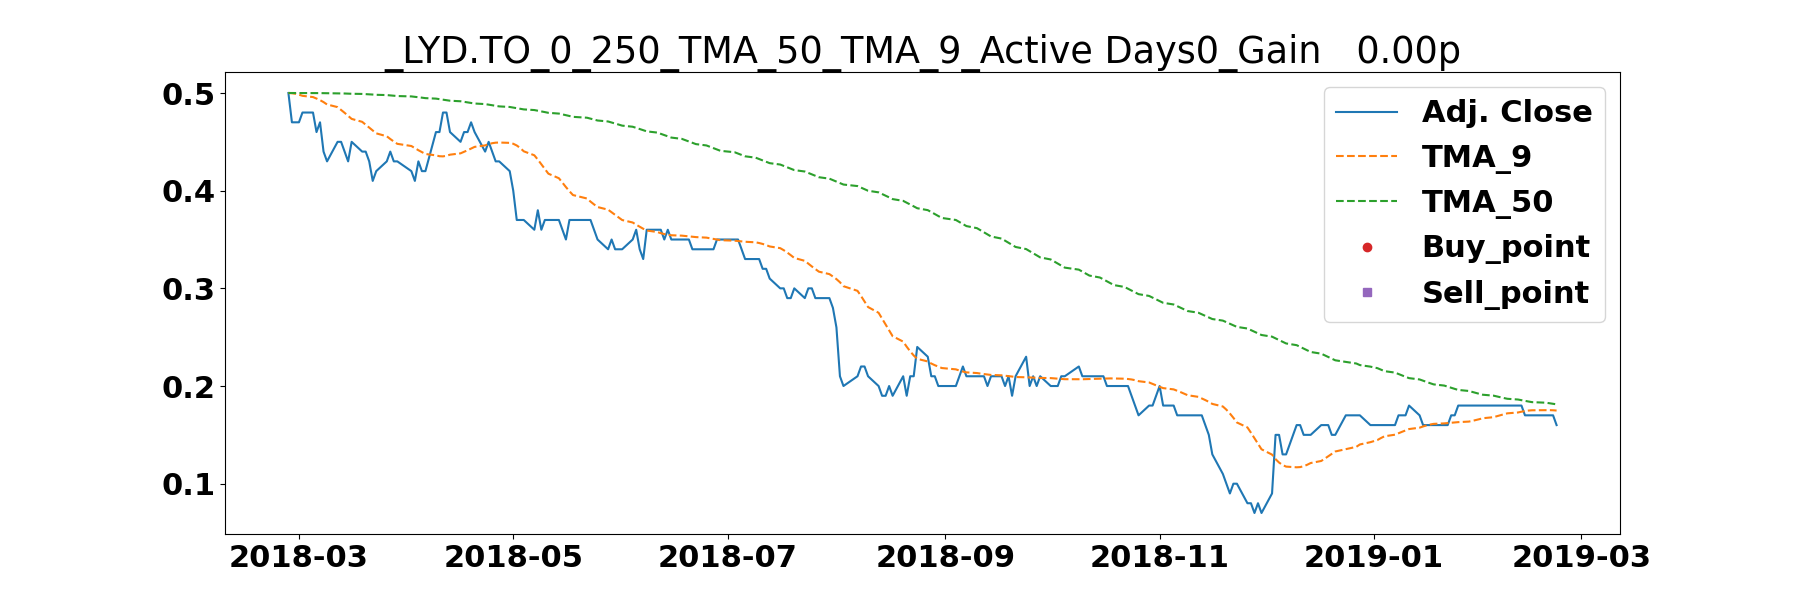 _LYD.TO_0_250_TMA_50_TMA_9_Active Days0_Gain   0.00p
0.5
0.4
0.3
0.2
0.1
Adj. Close
TMA_9
TMA_50
Buy_point
Sell_point
2018-03 2018-05 2018-07 2018-09 2018-11 2019-01 2019-03